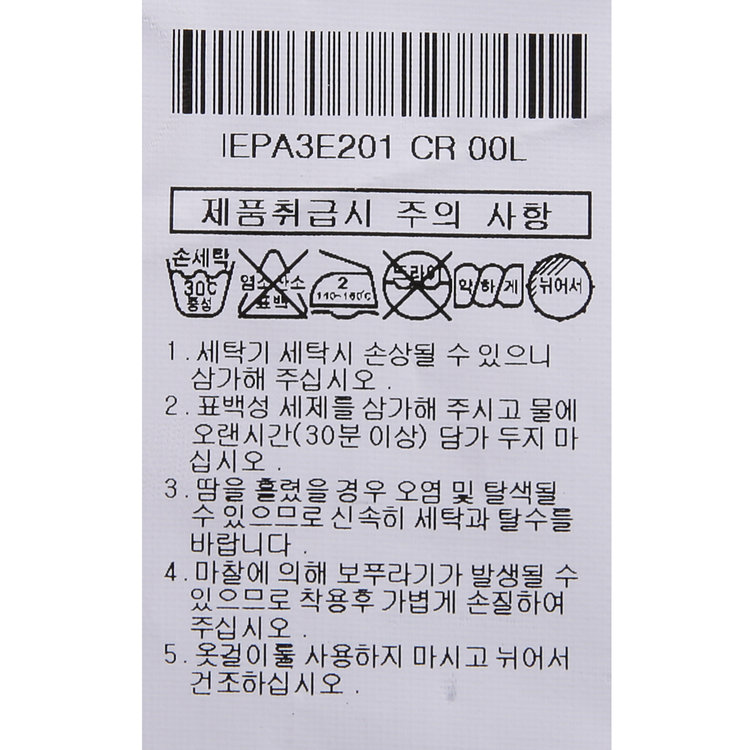 IEPA3E201 CR 00L
제품취급시 주의 사항
손세탁 30℃ 중성 염소산소 표백 2 140~160℃ 드라이 약하게 뉘어서
1. 세탁기 세탁시 손상될 수 있으니
삼가해 주십시오.
2. 표백성 세제를 삼가해 주시고 물에
오랜시간(30분 이상) 담가 두지 마
십시오.
3. 땀을 흘렸을 경우 오염 및 탈색될
수 있으므로 신속히 세탁과 탈수를
바랍니다.
4. 마찰에 의해 보푸라기가 발생될 수
있으므로 착용후 가볍게 손질하여
주십시오.
5. 옷걸이를 사용하지 마시고 뉘어서
건조하십시오.